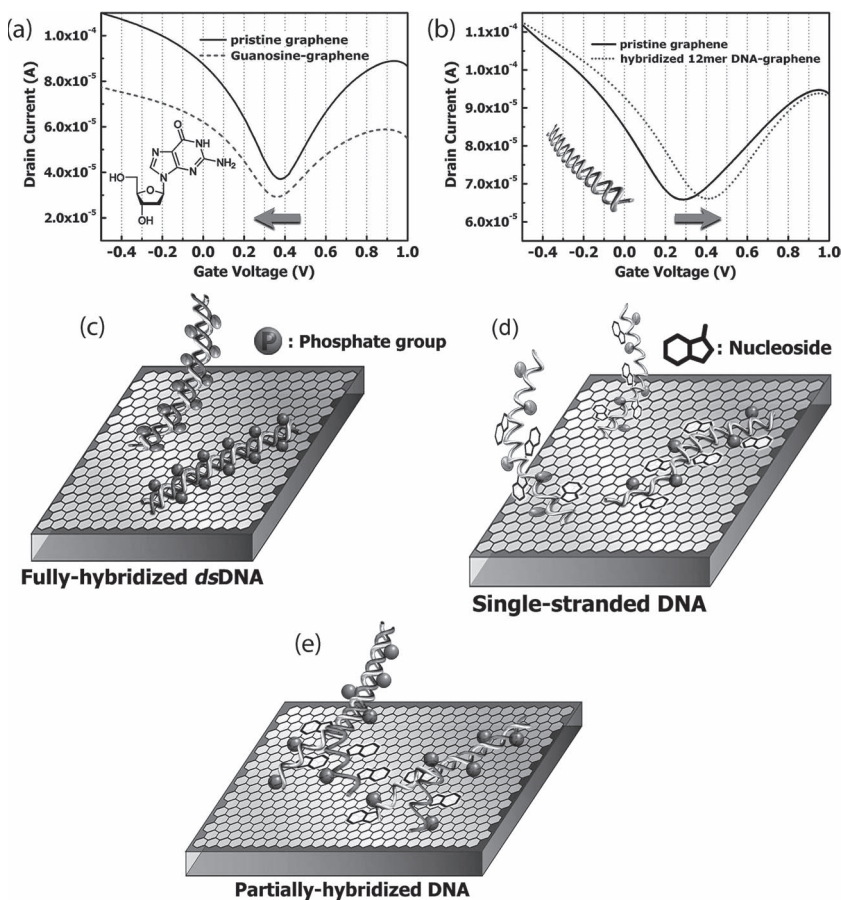 (a)
pristine graphene
Guanosine-graphene
Drain Current (A)
1.0x10-4
8.0x10-5
6.0x10-5
4.0x10-5
2.0x10-5
O
N
NH
N
N
NH₂
HO
O
OH
-0.4 -0.2 0.0 0.2 0.4 0.6 0.8 1.0
Gate Voltage (V)
(b)
pristine graphene
hybridized 12mer DNA-graphene
Drain Current (A)
1.1x10-4
1.0x10-4
9.0x10-5
8.0x10-5
7.0x10-5
6.0x10-5
-0.4 -0.2 0.0 0.2 0.4 0.6 0.8 1.0
Gate Voltage (V)
(c)
P : Phosphate group
Fully-hybridized dsDNA
(d)
: Nucleoside
Single-stranded DNA
(e)
Partially-hybridized DNA